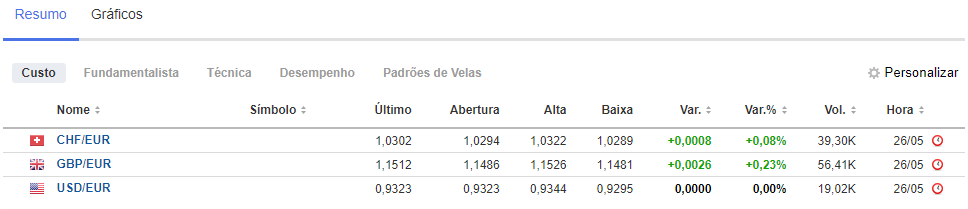 Resumo Gráficos
Custo Fundamentalista Técnica Desempenho Padrões de Velas Personalizar
Nome Símbolo Último Abertura Alta Baixa Var. Var.% Vol. Hora
CHF/EUR 1,0302 1,0294 1,0322 1,0289 +0,0008 +0,08% 39,30K 26/05
GBP/EUR 1,1512 1,1486 1,1526 1,1481 +0,0026 +0,23% 56,41K 26/05
USD/EUR 0,9323 0,9323 0,9344 0,9295 0,0000 0,00% 19,02K 26/05